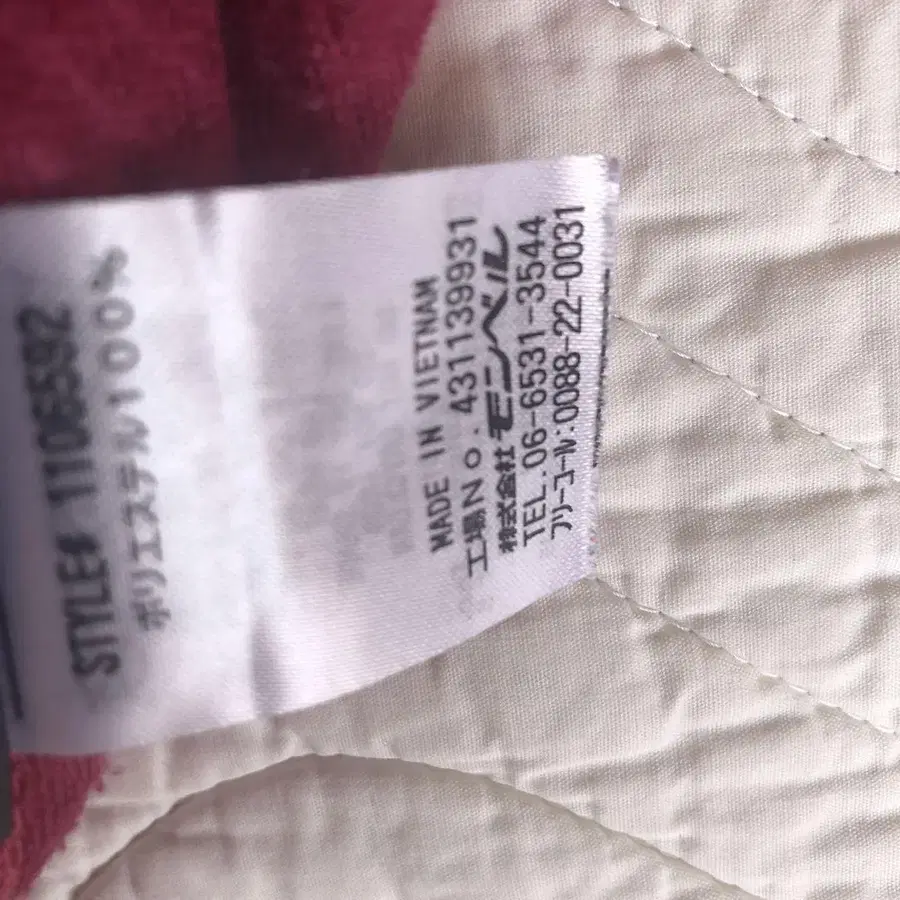 STYLE# 1106592
ポリエステル100%
MADE IN VIETNAM
工場No. 431139931
株式会社モンベル
TEL.06-6531-3544
フリーコール:0088-22-0031